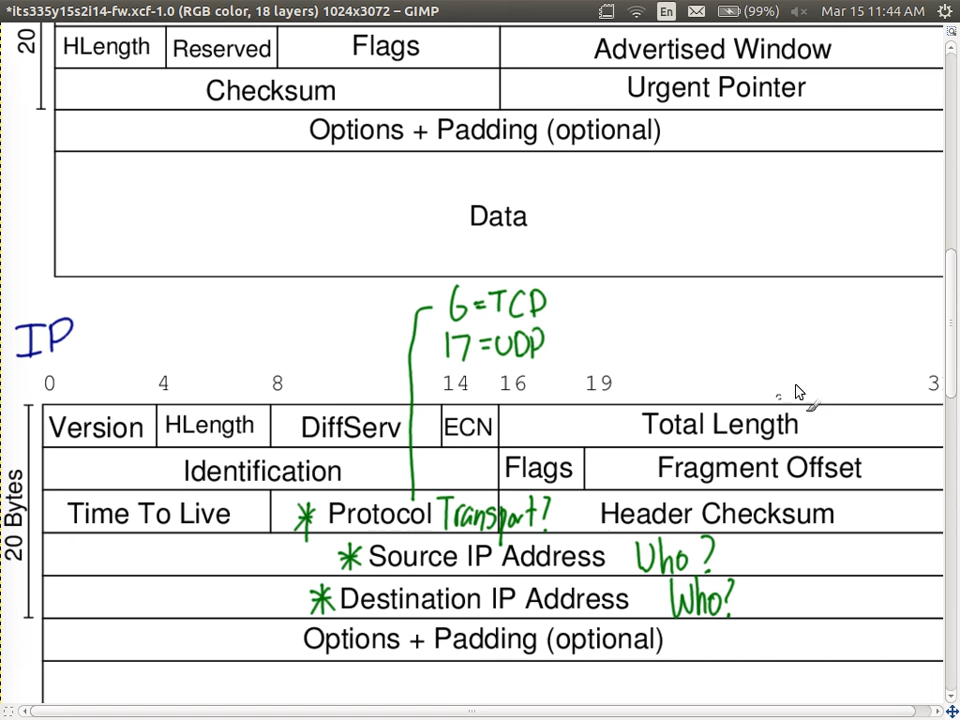 *its335y15s2i14-fw.xcf-1.0 (RGB color, 18 layers) 1024x3072 – GIMP En (99%) Mar 15 11:44 AM
20
HLength Reserved Flags Advertised Window
Checksum Urgent Pointer
Options + Padding (optional)
Data
6=TCP
17=UDP
IP
0 4 8 14 16 19 3
Version HLength DiffServ ECN Total Length
Identification Flags Fragment Offset
20 Bytes
Time To Live * Protocol Transport? Header Checksum
* Source IP Address Who?
* Destination IP Address Who?
Options + Padding (optional)